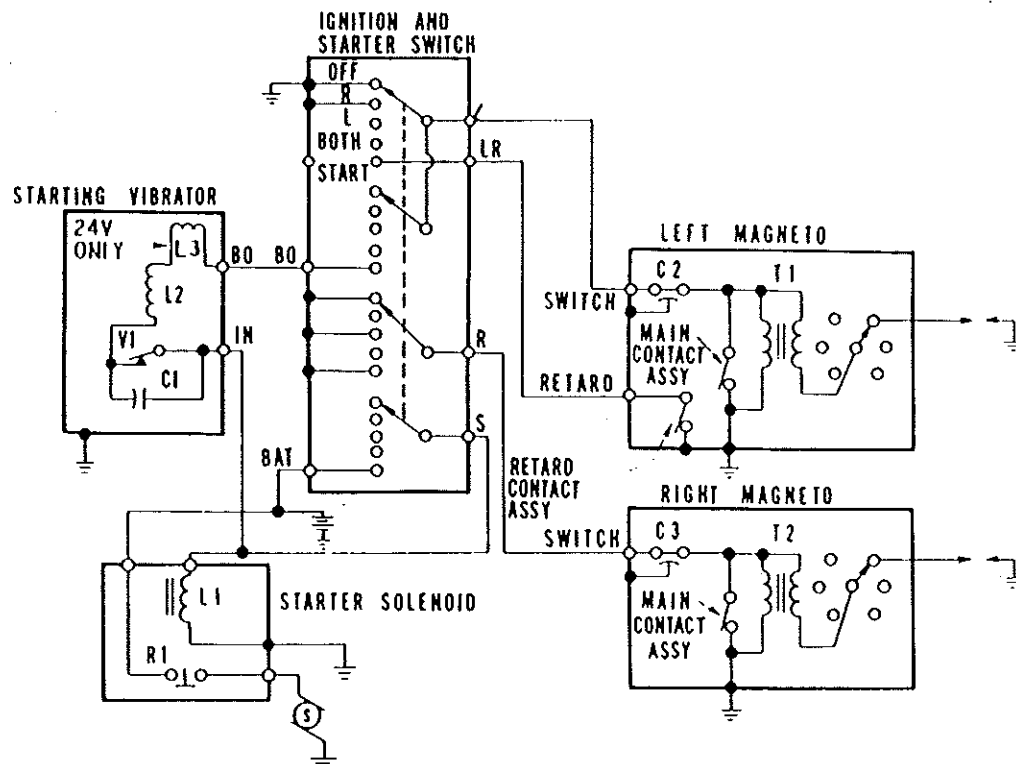 IGNITION AND
STARTER SWITCH
OFF
R
L
BOTH
START
LR
STARTING VIBRATOR
24V
ONLY
L3
L2
BO
BO
V1
IN
C1
R
S
BAT
RETARD
CONTACT
ASSY
LEFT MAGNETO
C2
T1
SWITCH
MAIN
CONTACT
ASSY
RETARD
RIGHT MAGNETO
C3
T2
SWITCH
MAIN
CONTACT
ASSY
L1
STARTER SOLENOID
R1
S